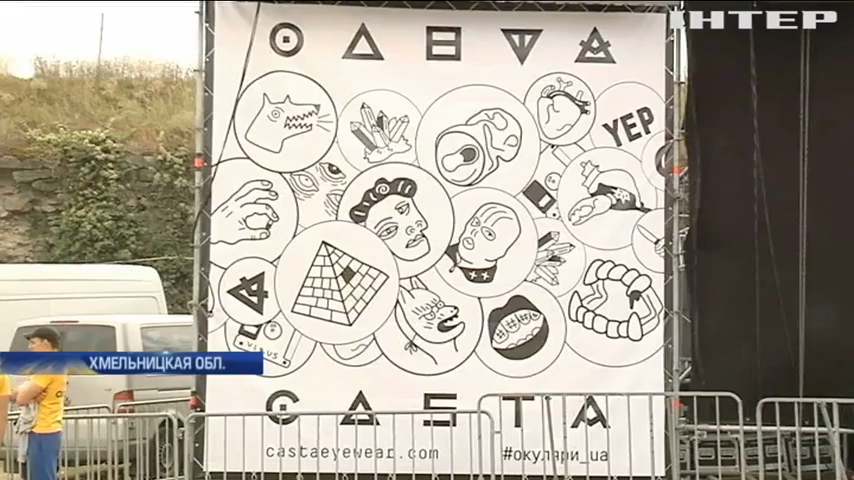 ІНТЕР
YEP
ХМЕЛЬНИЦКАЯ ОБЛ.
CASTA
castaeyewear.com
#окуляри_ua